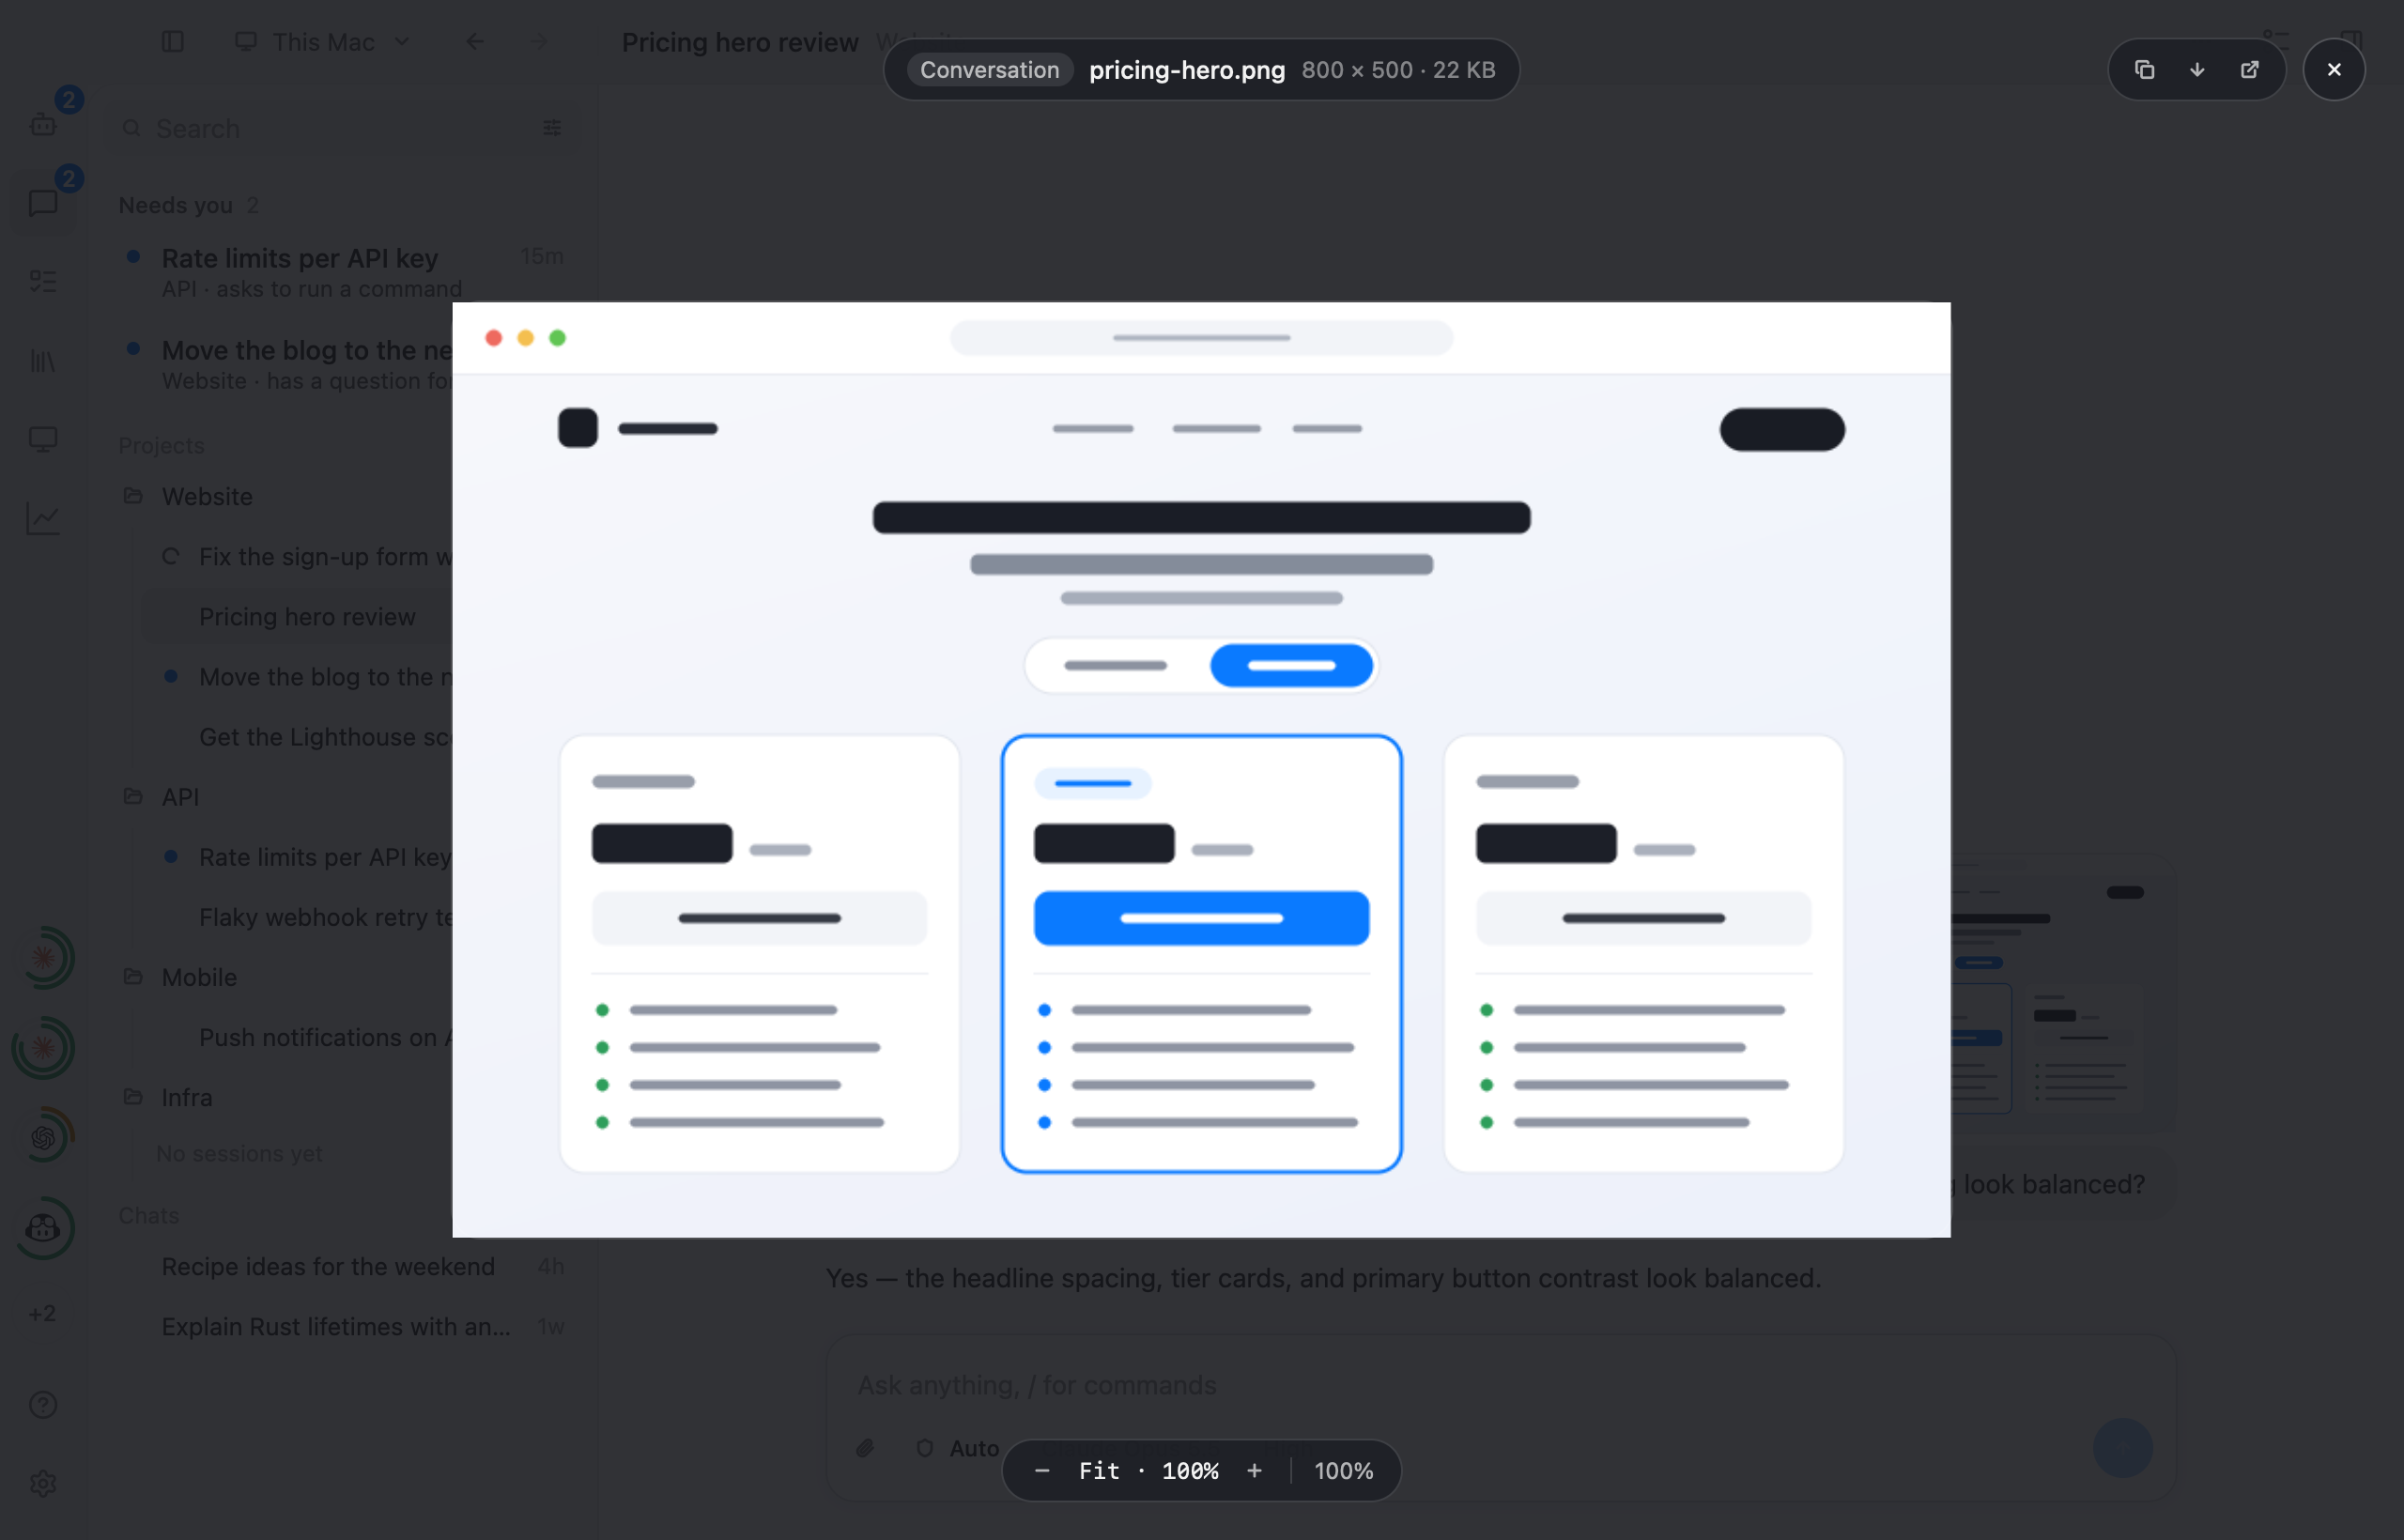 This Mac
Pricing hero review
Conversation pricing-hero.png 800 × 500 · 22 KB
2
Search
2
Needs you 2
Rate limits per API key 15m
API · asks to run a command
Move the blog to the ne
Website · has a question for
Projects
Website
Fix the sign-up form w
Pricing hero review
Move the blog to the n
Get the Lighthouse sc
API
Rate limits per API key
Flaky webhook retry te
Mobile
Push notifications on
Infra
No sessions yet
Chats
Recipe ideas for the weekend 4h
+2
Explain Rust lifetimes with an... 1w
look balanced?
Yes — the headline spacing, tier cards, and primary button contrast look balanced.
Ask anything, / for commands
Auto
− Fit · 100% + 100%